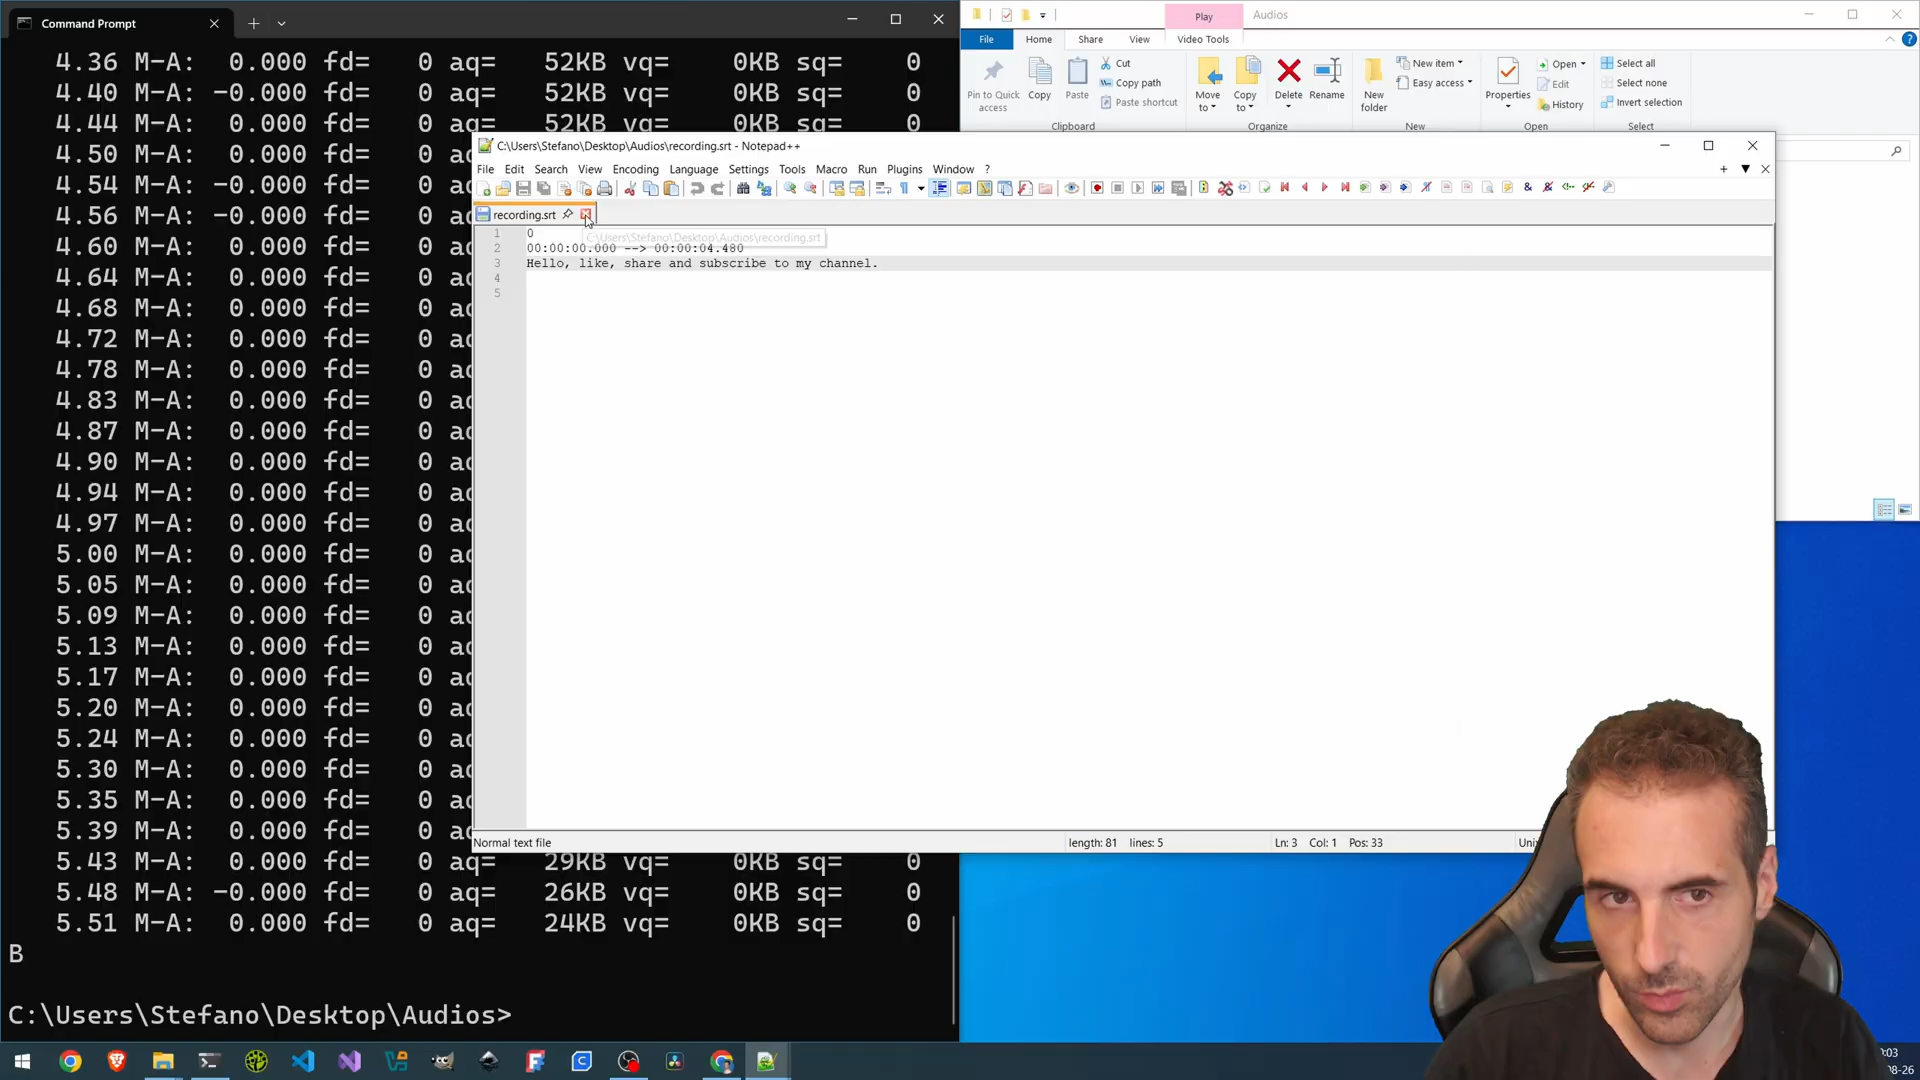 Command Prompt
4.36 M-A: 0.000 fd= 0 aq= 52KB vq= 0KB sq= 0
4.40 M-A: -0.000 fd= 0 aq= 52KB vq= 0KB sq= 0
4.44 M-A: 0.000 fd= 0 aq= 52KB vq= 0KB sq= 0
4.50 M-A: 0.000 fd= 0
4.54 M-A: -0.000 fd= 0
4.56 M-A: -0.000 fd= 0
4.60 M-A: 0.000 fd= 0
4.64 M-A: 0.000 fd= 0
4.68 M-A: 0.000 fd= 0
4.72 M-A: 0.000 fd= 0
4.78 M-A: 0.000 fd= 0
4.83 M-A: 0.000 fd= 0
4.87 M-A: 0.000 fd= 0
4.90 M-A: 0.000 fd= 0
4.94 M-A: 0.000 fd= 0
4.97 M-A: 0.000 fd= 0
5.00 M-A: 0.000 fd= 0
5.05 M-A: 0.000 fd= 0
5.09 M-A: 0.000 fd= 0
5.13 M-A: 0.000 fd= 0
5.17 M-A: 0.000 fd= 0
5.20 M-A: 0.000 fd= 0
5.24 M-A: 0.000 fd= 0
5.30 M-A: 0.000 fd= 0
5.35 M-A: 0.000 fd= 0
5.39 M-A: 0.000 fd= 0
5.43 M-A: 0.000 fd= 0 aq= 29KB vq= 0KB sq= 0
5.48 M-A: -0.000 fd= 0 aq= 26KB vq= 0KB sq= 0
5.51 M-A: 0.000 fd= 0 aq= 24KB vq= 0KB sq= 0
B
C:\Users\Stefano\Desktop\Audios>
Play Audios
File Home Share View Video Tools
Pin to Quick access
Copy
Paste
Cut
Copy path
Paste shortcut
Clipboard
Move to
Copy to
Delete
Rename
Organize
New folder
New item
Easy access
New
Properties
Open
Edit
History
Open
Select all
Select none
Invert selection
Select
C:\Users\Stefano\Desktop\Audios\recording.srt - Notepad++
File Edit Search View Encoding Language Settings Tools Macro Run Plugins Window ?
recording.srt
C:\Users\Stefano\Desktop\Audios\recording.srt
1 0
2 00:00:00.000 --> 00:00:04.480
3 Hello, like, share and subscribe to my channel.
4
5
Normal text file length: 81 lines: 5 Ln: 3 Col: 1 Pos: 33